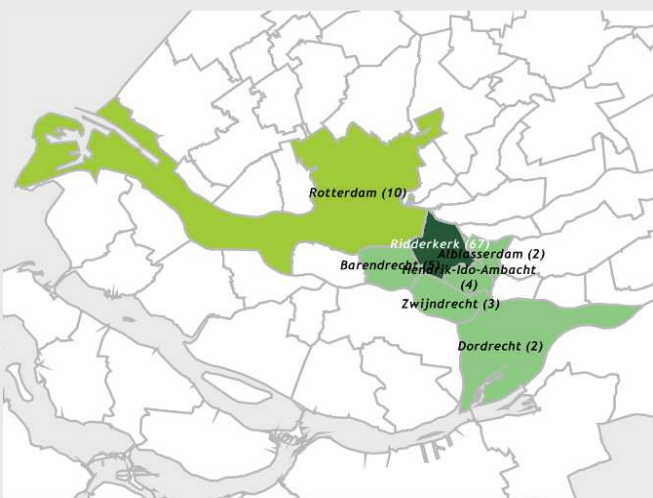 Rotterdam (10)
Ridderkerk (67)
Alblasserdam (2)
Barendrecht (5)
Hendrik-Ido-Ambacht
(4)
Zwijndrecht (3)
Dordrecht (2)